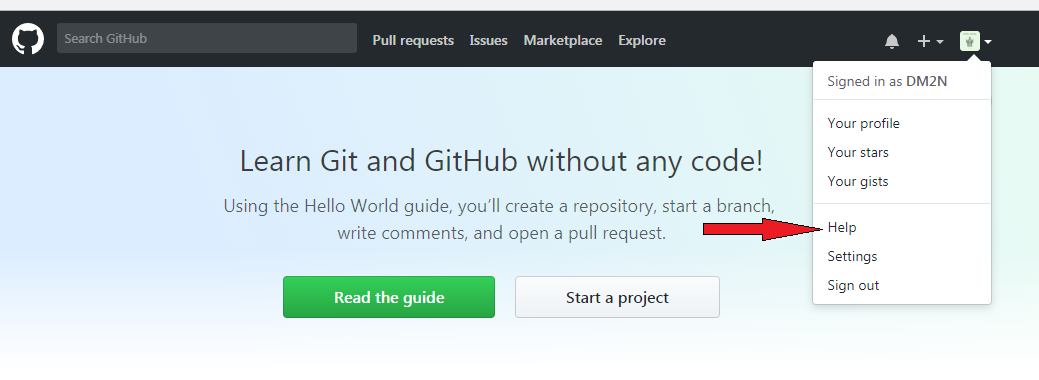 Search GitHub
Pull requests Issues Marketplace Explore
Signed in as DM2N
Your profile
Your stars
Your gists
Help
Settings
Sign out
Learn Git and GitHub without any code!
Using the Hello World guide, you’ll create a repository, start a branch,
write comments, and open a pull request.
Read the guide
Start a project